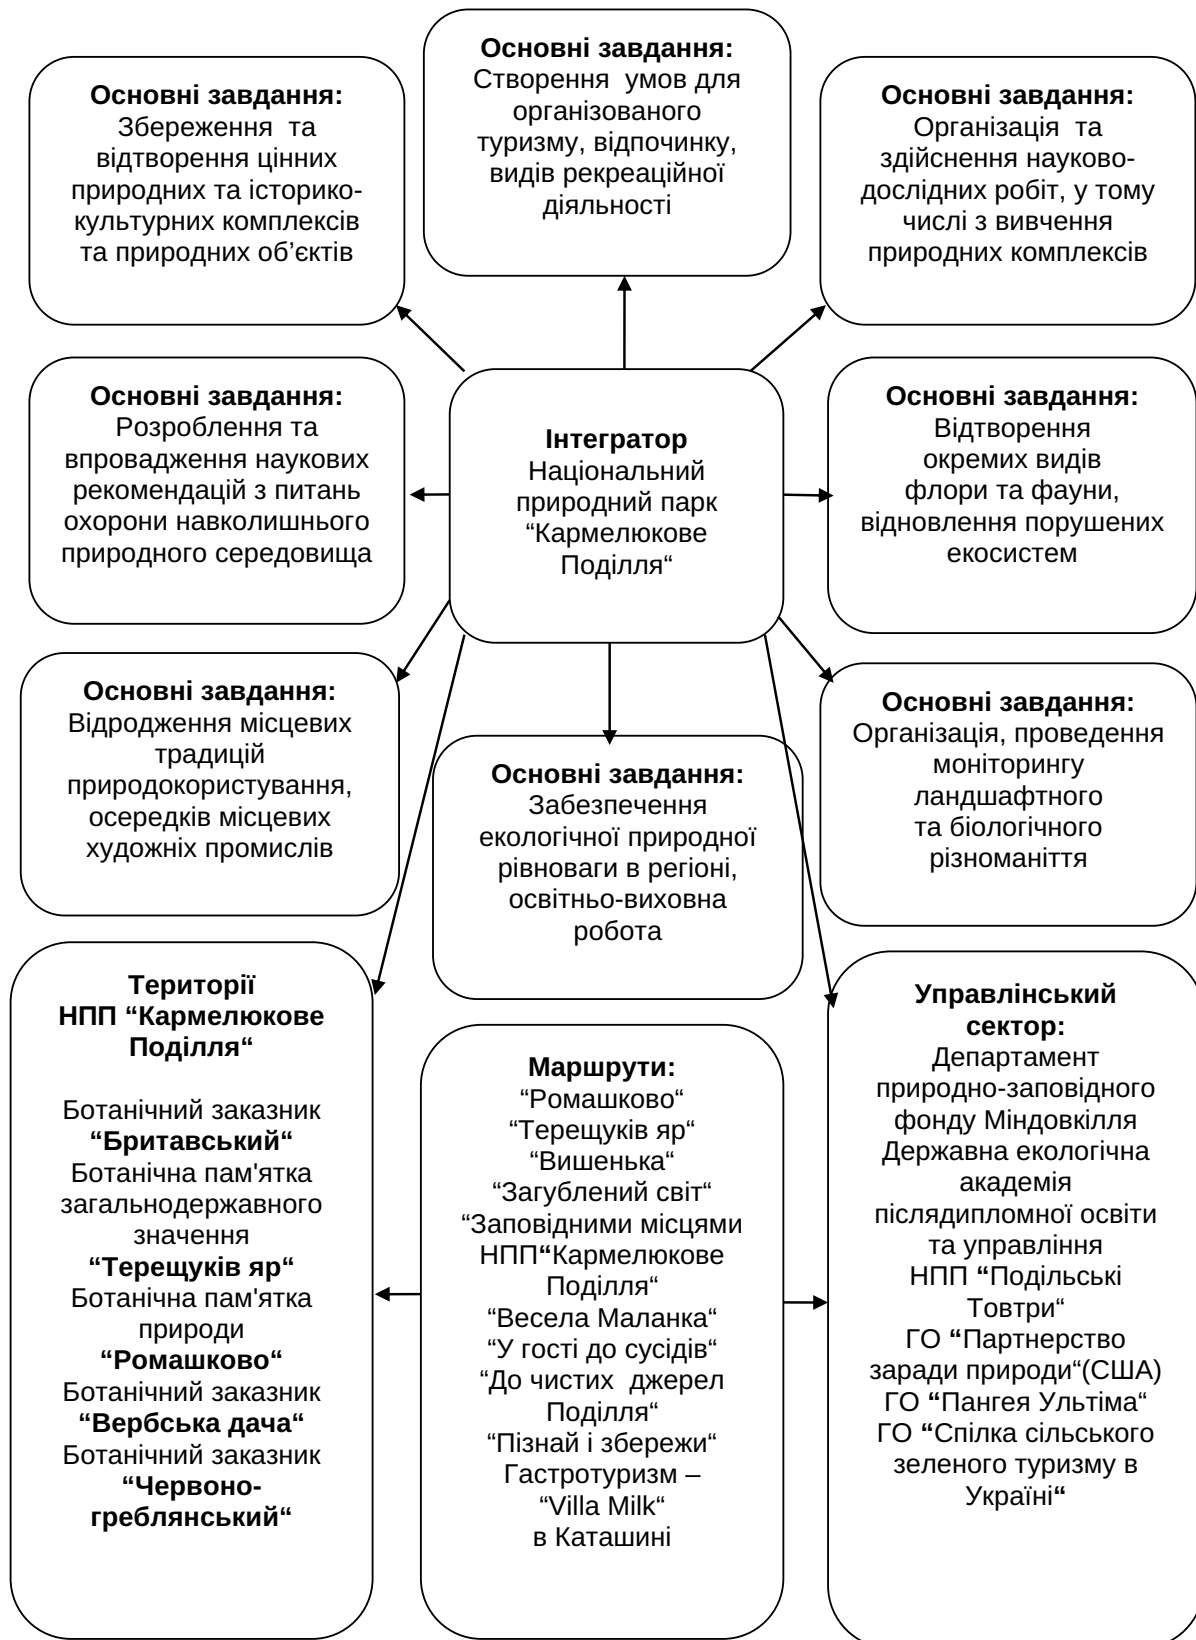 Основні завдання:
Створення умов для
організованого
туризму, відпочинку,
видів рекреаційної
діяльності
Основні завдання:
Збереження та
відтворення цінних
природних та історико-
культурних комплексів
та природних об’єктів
Основні завдання:
Організація та
здійснення науково-
дослідних робіт, у тому
числі з вивчення
природних комплексів
Основні завдання:
Розроблення та
впровадження наукових
рекомендацій з питань
охорони навколишнього
природного середовища
Інтегратор
Національний
природний парк
“Кармелюкове
Поділля“
Основні завдання:
Відтворення
окремих видів
флори та фауни,
відновлення порушених
екосистем
Основні завдання:
Відродження місцевих
традицій
природокористування,
осередків місцевих
художніх промислів
Основні завдання:
Забезпечення
екологічної природної
рівноваги в регіоні,
освітньо-виховна
робота
Основні завдання:
Організація, проведення
моніторингу
ландшафтного
та біологічного
різноманіття
Території
НПП “Кармелюкове
Поділля“
Ботанічний заказник
“Бритавський“
Ботанічна пам'ятка
загальнодержавного
значення
“Терещуків яр“
Ботанічна пам'ятка
природи
“Ромашково“
Ботанічний заказник
“Вербська дача“
Ботанічний заказник
“Червоно-
греблянський“
Маршрути:
“Ромашково“
“Терещуків яр“
“Вишенька“
“Загублений світ“
“Заповідними місцями
НПП“Кармелюкове
Поділля“
“Весела Маланка“
“У гості до сусідів“
“До чистих джерел
Поділля“
“Пізнай і збережи“
Гастротуризм –
“Villa Milk“
в Каташині
Управлінський
сектор:
Департамент
природно-заповідного
фонду Міндовкілля
Державна екологічна
академія
післядипломної освіти
та управління
НПП “Подільські
Товтри“
ГО “Партнерство
заради природи“(США)
ГО “Пангея Ультіма“
ГО “Спілка сільського
зеленого туризму в
Україні“